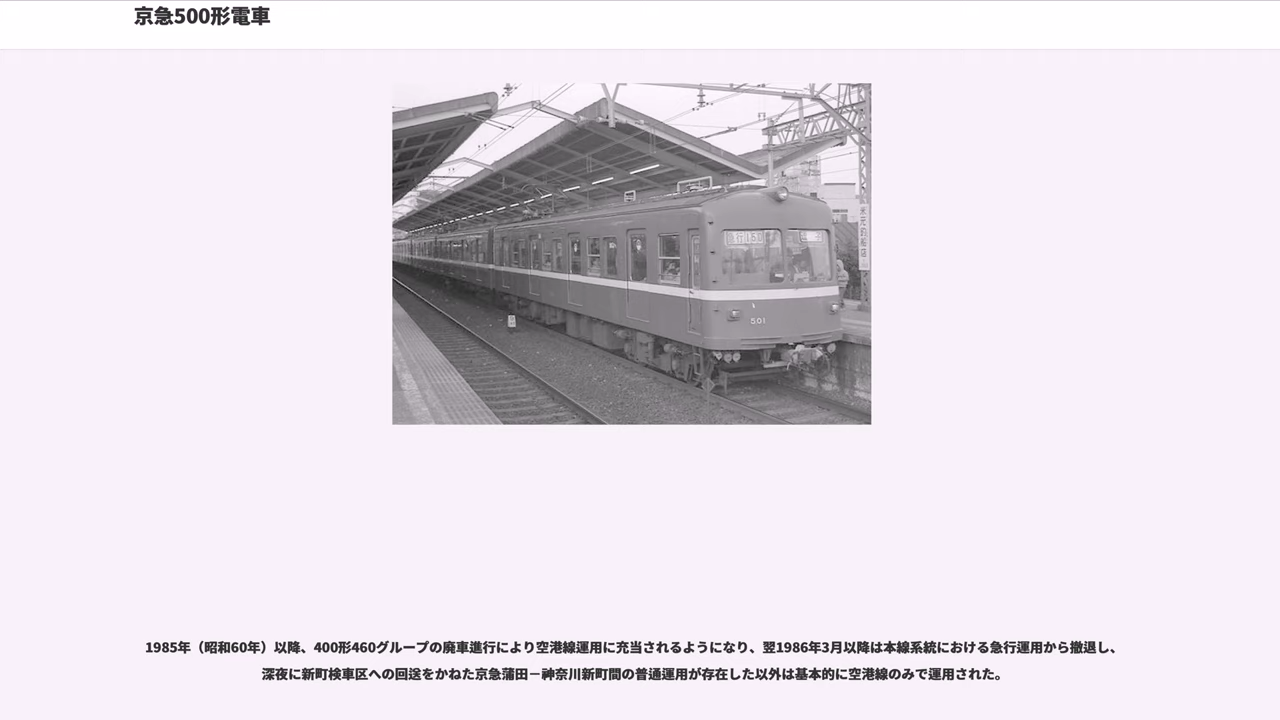 京急500形電車
501
1985年（昭和60年）以降、400形460グループの廃車進行により空港線運用に充当されるようになり、翌1986年3月以降は本線系統における急行運用から撤退し、
深夜に新町検車区への回送をかねた京急蒲田－神奈川新町間の普通運用が存在した以外は基本的に空港線のみで運用された。